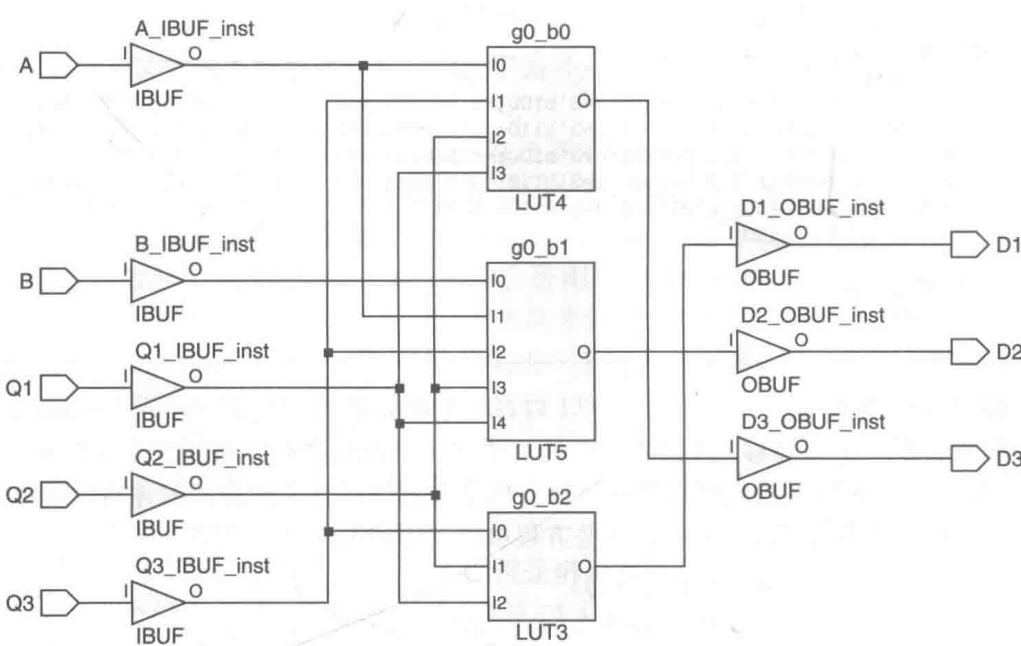 A_IBUF_inst
A
I
O
IBUF
B_IBUF_inst
B
I
O
IBUF
Q1_IBUF_inst
Q1
I
O
IBUF
Q2_IBUF_inst
Q2
I
O
IBUF
Q3_IBUF_inst
Q3
I
O
IBUF
g0_b0
I0
I1
I2
I3
O
LUT4
g0_b1
I0
I1
I2
I3
I4
O
LUT5
g0_b2
I0
I1
I2
O
LUT3
D1_OBUF_inst
I
O
D1
OBUF
D2_OBUF_inst
I
O
D2
OBUF
D3_OBUF_inst
I
O
D3
OBUF